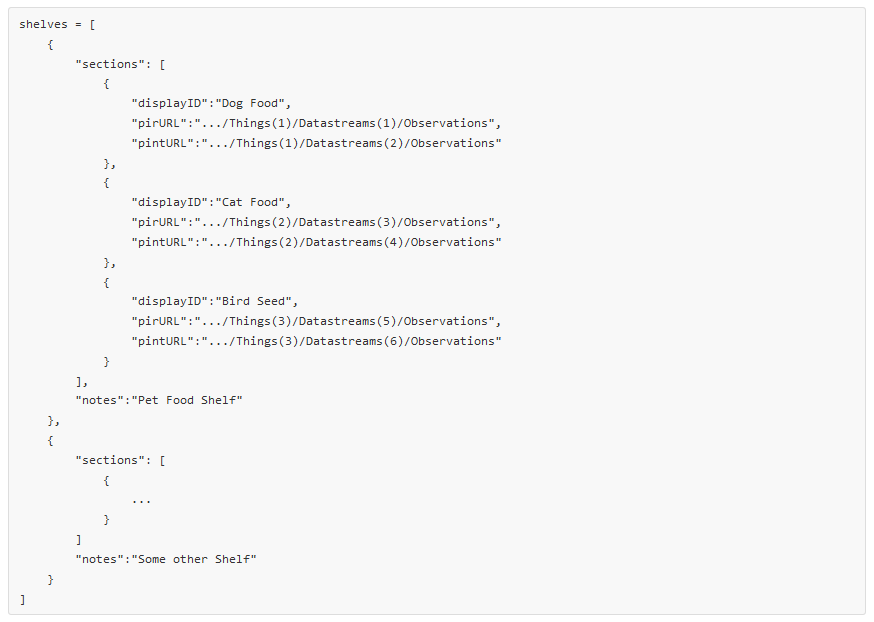 shelves = [
    {
        "sections": [
            {
                "displayID":"Dog Food",
                "pirURL":".../Things(1)/Datastreams(1)/Observations",
                "pintURL":".../Things(1)/Datastreams(2)/Observations"
            },
            {
                "displayID":"Cat Food",
                "pirURL":".../Things(2)/Datastreams(3)/Observations",
                "pintURL":".../Things(2)/Datastreams(4)/Observations"
            },
            {
                "displayID":"Bird Seed",
                "pirURL":".../Things(3)/Datastreams(5)/Observations",
                "pintURL":".../Things(3)/Datastreams(6)/Observations"
            }
        ],
        "notes":"Pet Food Shelf"
    },
    {
        "sections": [
            {
                ...
            }
        ]
        "notes":"Some other Shelf"
    }
]